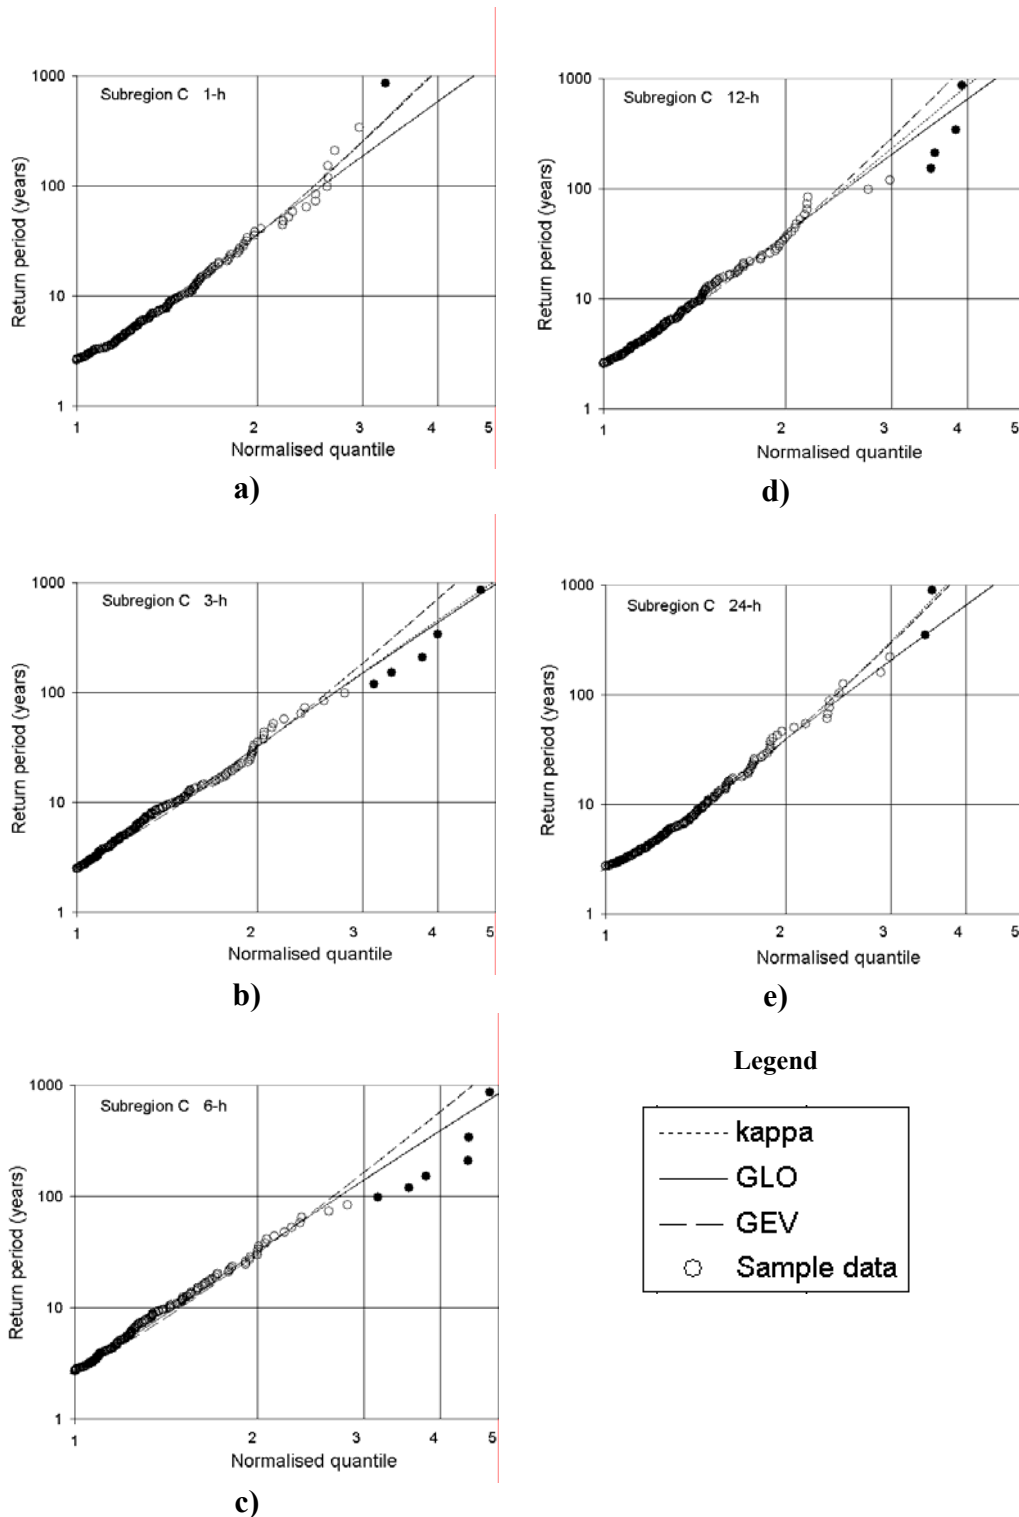 1000
Subregion C 1-h
100
10
1
Return period (years)
1 2 3 4 5
Normalised quantile
a)
1000
Subregion C 12-h
100
10
1
Return period (years)
1 2 3 4 5
Normalised quantile
d)
1000
Subregion C 3-h
100
10
1
Return period (years)
1 2 3 4 5
Normalised quantile
b)
1000
Subregion C 24-h
100
10
1
Return period (years)
1 2 3 4 5
Normalised quantile
e)
1000
Subregion C 6-h
100
10
1
Return period (years)
1 2 3 4 5
Normalised quantile
c)
Legend
kappa
GLO
GEV
Sample data